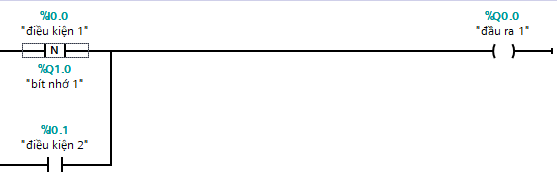 %I0.0
"điều kiện 1"
N
%Q1.0
"bít nhớ 1"
%I0.1
"điều kiện 2"
%Q0.0
"đầu ra 1"